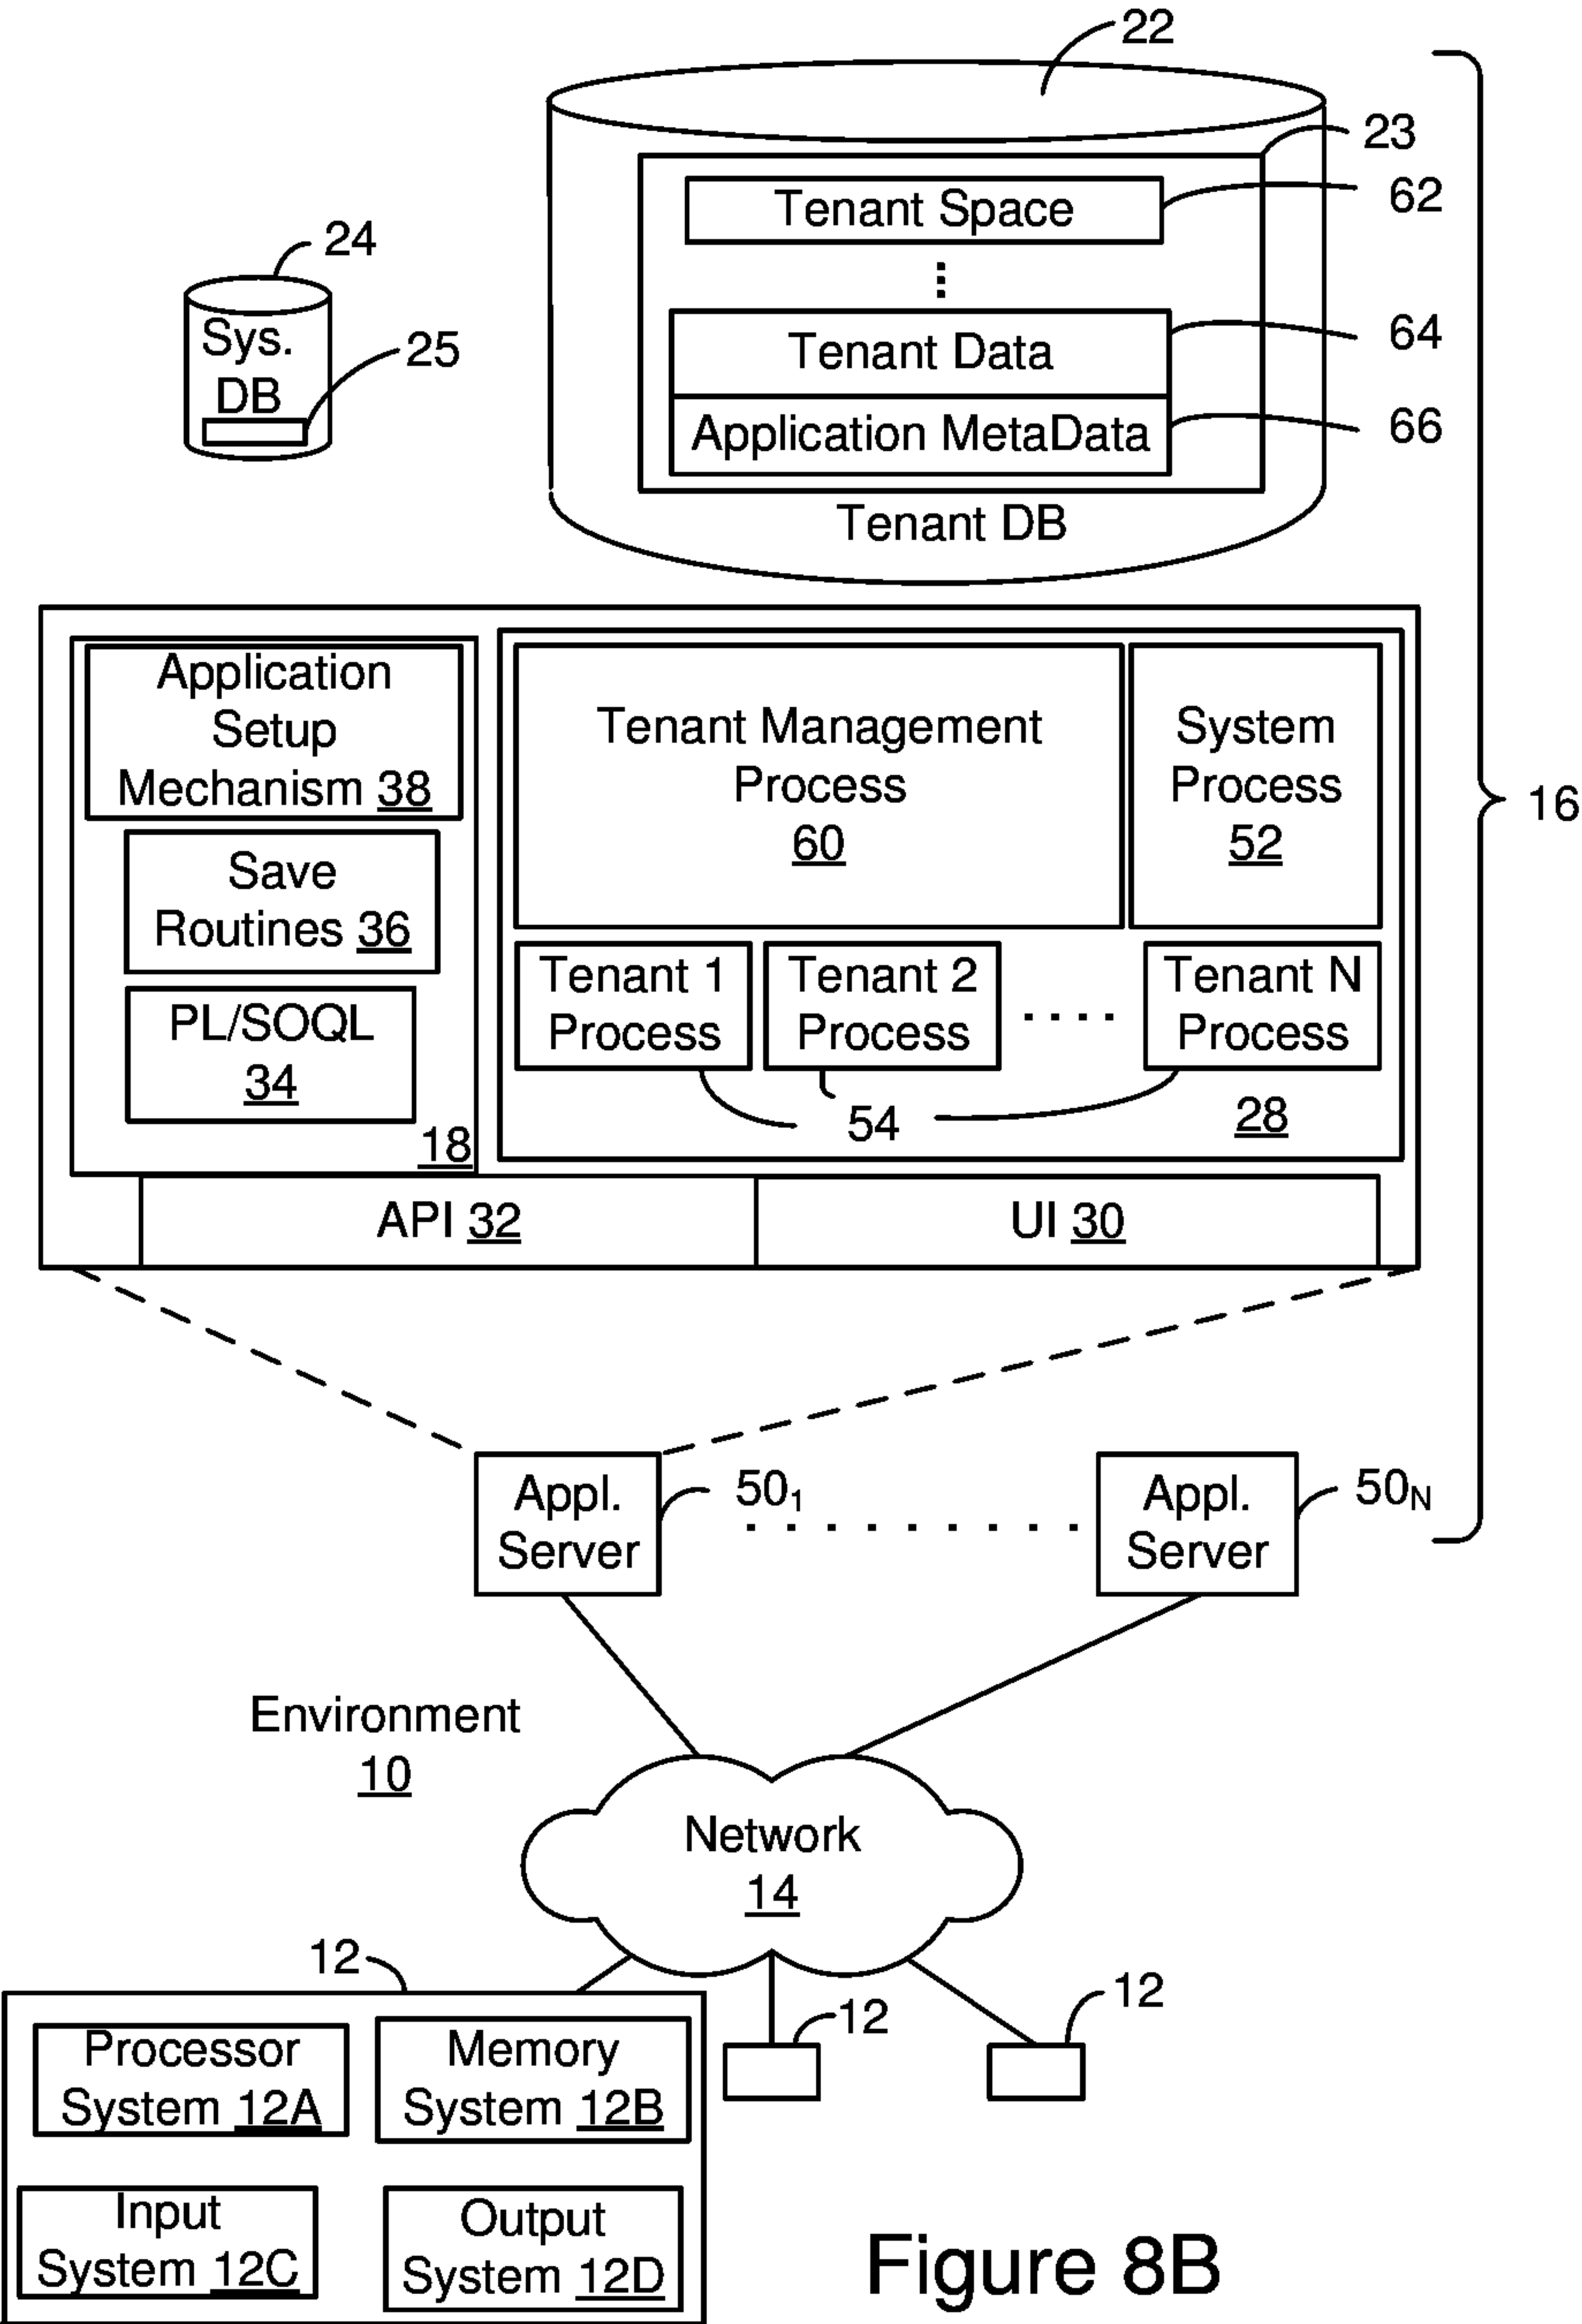 22
23
Tenant Space
62
24
Sys.
DB
25
Tenant Data
64
Application MetaData
66
Tenant DB
Application
Setup
Mechanism 38
Tenant Management
Process
60
System
Process
52
16
Save
Routines 36
Tenant 1
Process
Tenant 2
Process
Tenant N
Process
PL/SOQL
34
54
28
18
API 32
UI 30
Appl.
Server
50₁
Appl.
Server
50N
Environment
10
Network
14
12
12
12
Processor
System 12A
Memory
System 12B
Input
System 12C
Output
System 12D
Figure 8B